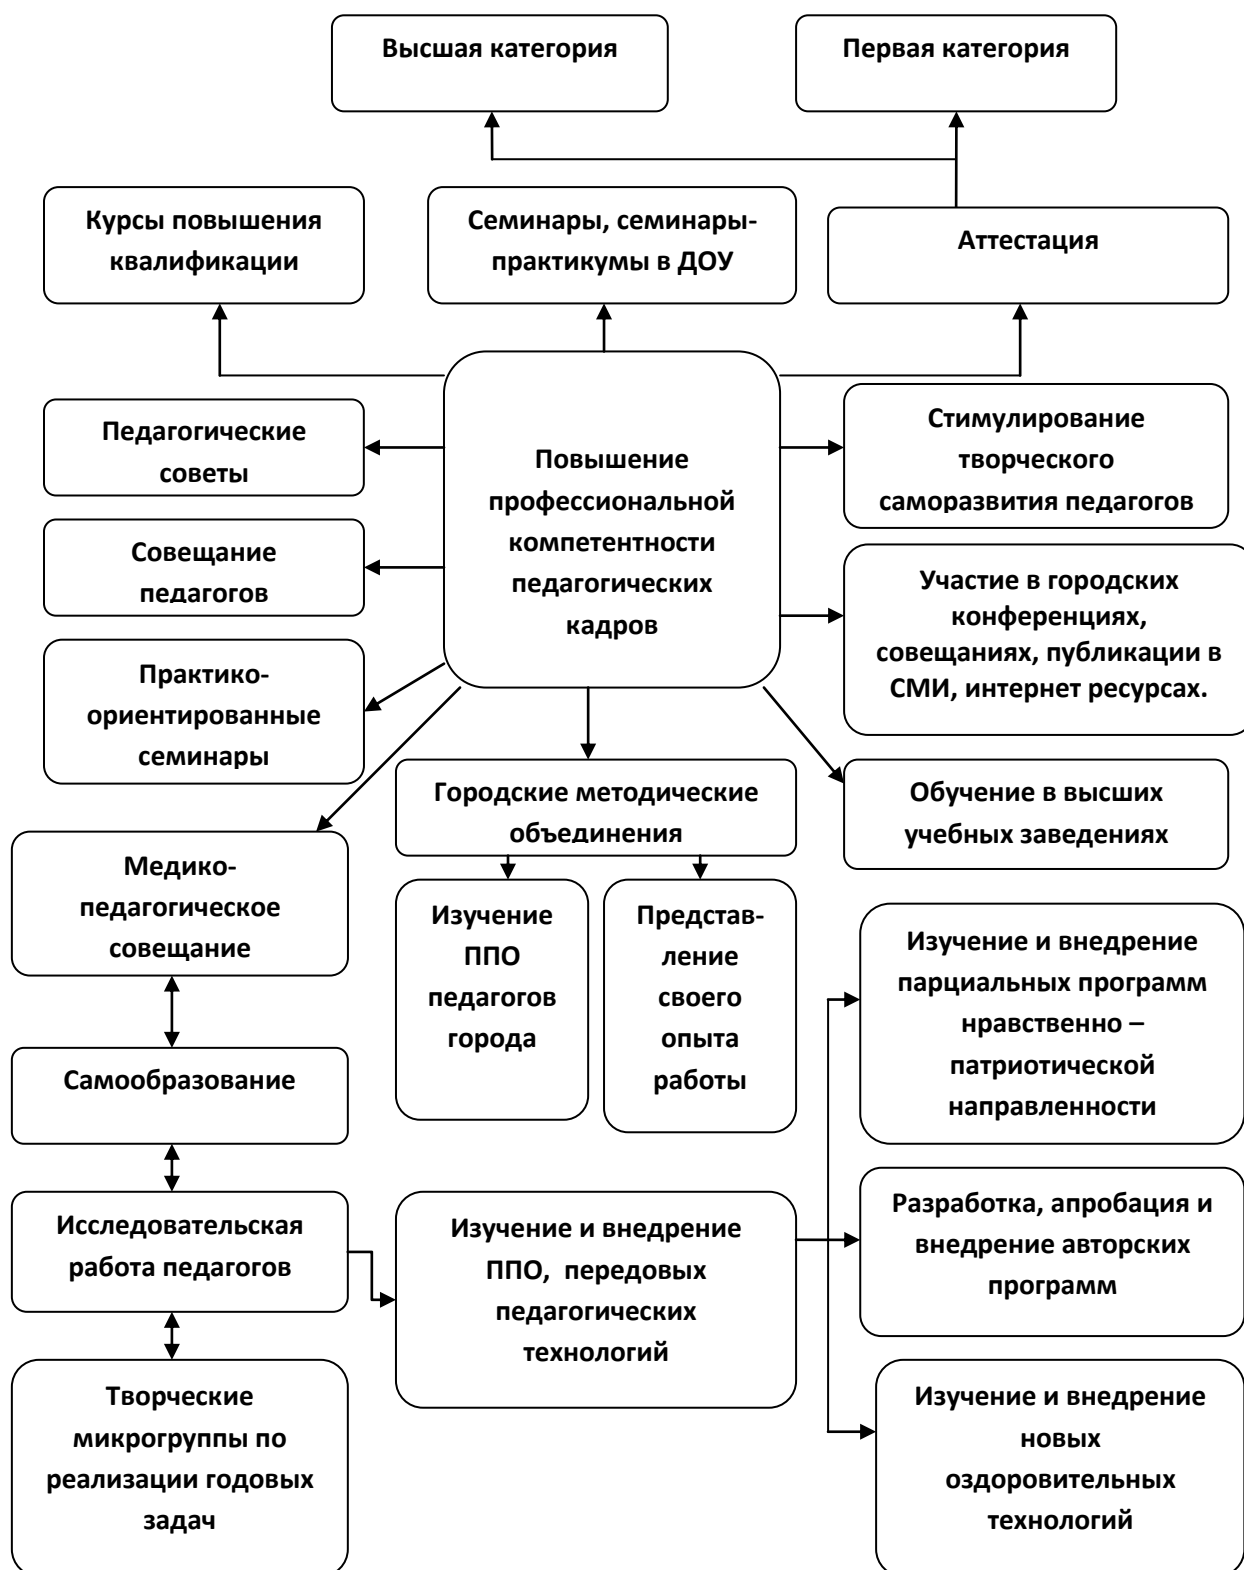 Высшая категория
Первая категория
Курсы повышения
квалификации
Семинары, семинары-
практикумы в ДОУ
Аттестация
Повышение
профессиональной
компетентности
педагогических
кадров
Педагогические
советы
Стимулирование
творческого
саморазвития педагогов
Совещание
педагогов
Участие в городских
конференциях,
совещаниях, публикации в
СМИ, интернет ресурсах.
Практико-
ориентированные
семинары
Городские методические
объединения
Обучение в высших
учебных заведениях
Медико-
педагогическое
совещание
Изучение
ППО
педагогов
города
Представ-
ление
своего
опыта
работы
Изучение и внедрение
парциальных программ
нравственно –
патриотической
направленности
Самообразование
Исследовательская
работа педагогов
Изучение и внедрение
ППО, передовых
педагогических
технологий
Разработка, апробация и
внедрение авторских
программ
Творческие
микрогруппы по
реализации годовых
задач
Изучение и внедрение
новых
оздоровительных
технологий